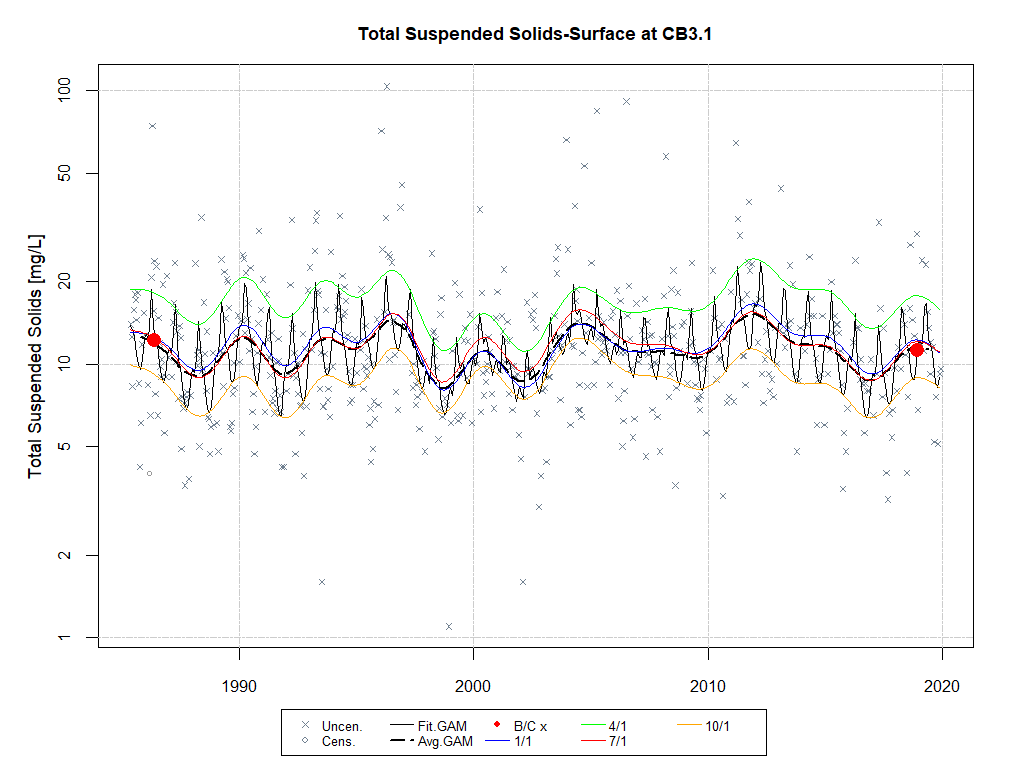 Total Suspended Solids-Surface at CB3.1
Total Suspended Solids [mg/L]
100
50
20
10
5
2
1
1990 2000 2010 2020
Uncen. Fit.GAM B/C x 4/1 10/1
Cens. Avg.GAM 1/1 7/1